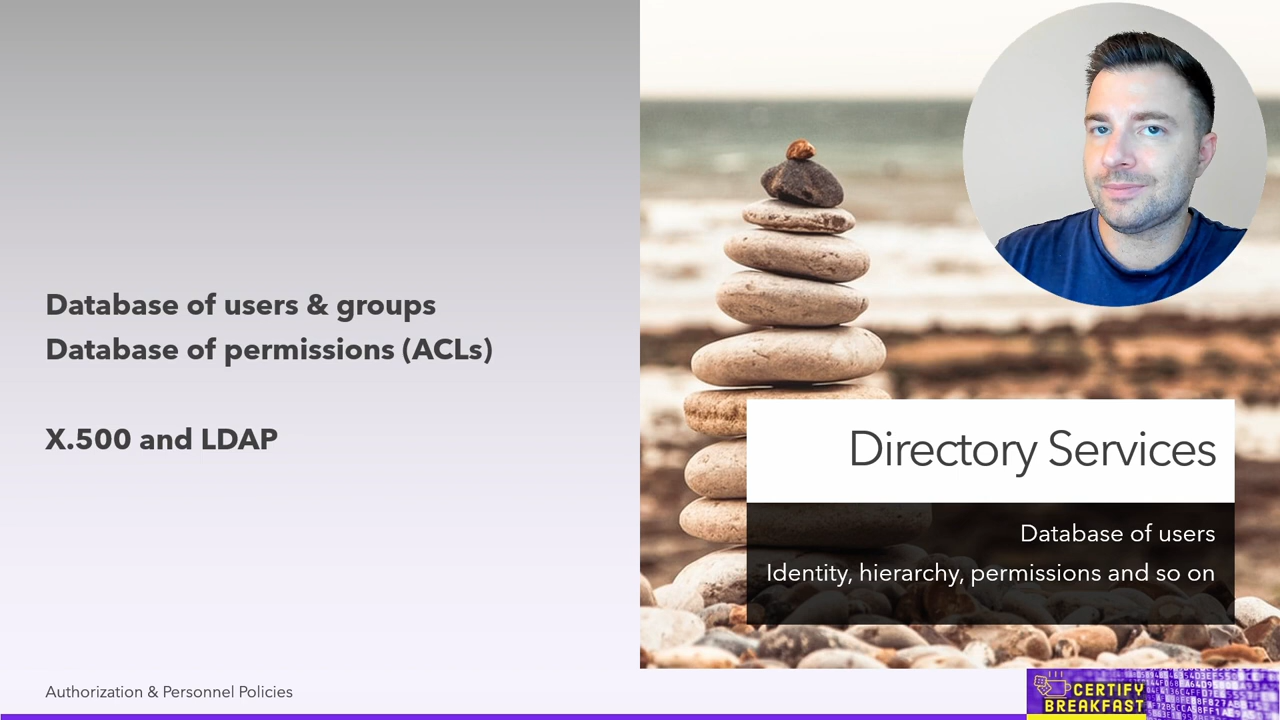 Database of users & groups
Database of permissions (ACLs)
X.500 and LDAP
Directory Services
Database of users
Identity, hierarchy, permissions and so on
Authorization & Personnel Policies
CERTIFY
BREAKFAST